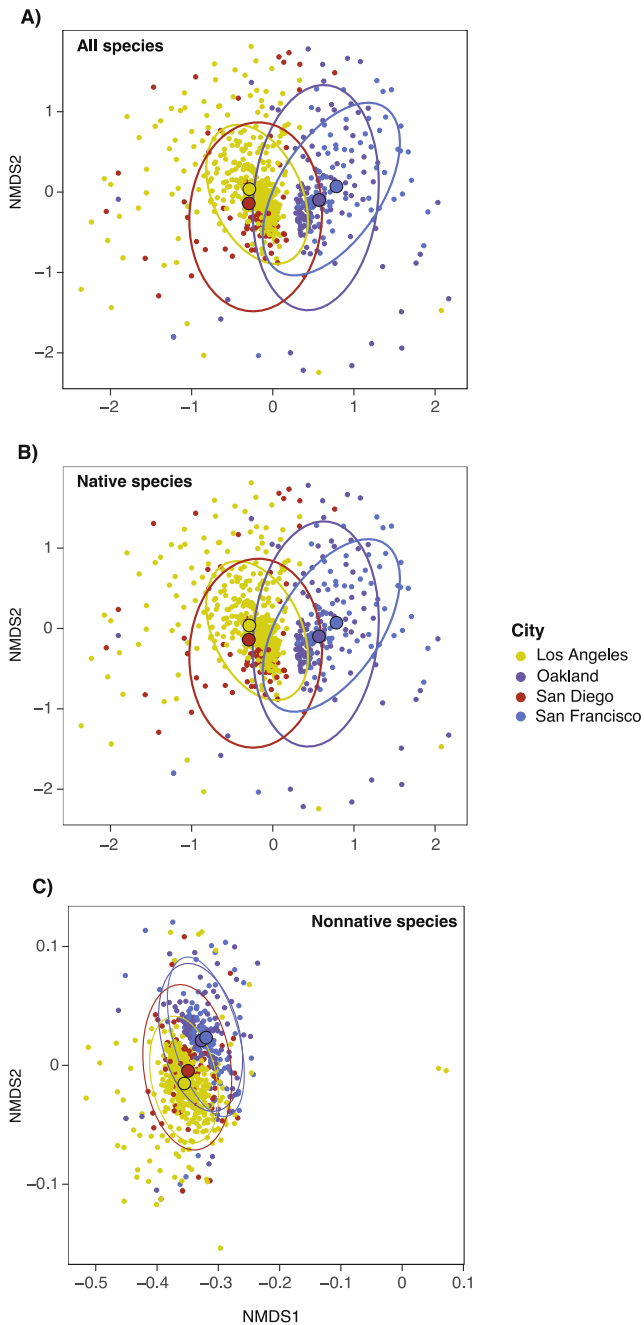 A)
All species
NMDS2
1
0
−1
−2
−2
−1
0
1
2
B)
Native species
NMDS2
1
0
−1
−2
−2
−1
0
1
2
City
Los Angeles
Oakland
San Diego
San Francisco
C)
Nonnative species
NMDS2
0.1
0
−0.1
−0.5
−0.4
−0.3
−0.2
−0.1
0
0.1
NMDS1